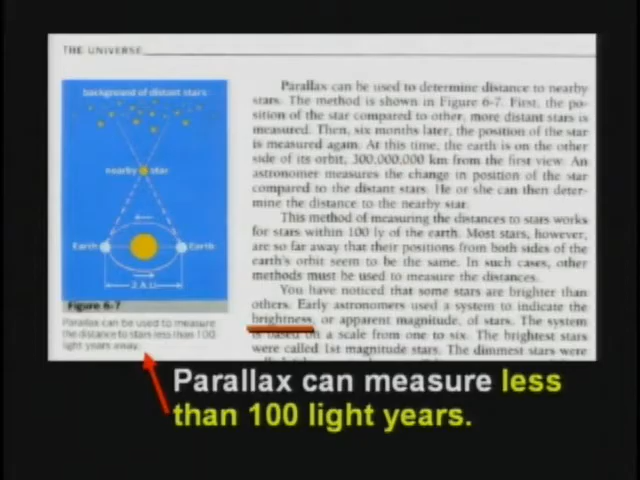 THE UNIVERSE
background of distant stars
nearby star
Earth
Earth
2 A.U.
Figure 6-7
Parallax can be used to measure
the distance to stars less than 100
light years away.
Parallax can be used to determine distance to nearby
stars. The method is shown in Figure 6-7. First, the po-
sition of the star compared to other, more distant stars is
measured. Then, six months later, the position of the star
is measured again. At this time, the earth is on the other
side of its orbit, 300,000,000 km from the first view. An
astronomer measures the change in position of the star
compared to the distant stars. He or she can then deter-
mine the distance to the nearby star.
This method of measuring the distances to stars works
for stars within 100 ly of the earth. Most stars, however,
are so far away that their positions from both sides of the
earth's orbit seem to be the same. In such cases, other
methods must be used to measure the distances.
You have noticed that some stars are brighter than
others. Early astronomers used a system to indicate the
brightness, or apparent magnitude, of stars. The system
is based on a scale from one to six. The brightest stars
were called 1st magnitude stars. The dimmest stars were
Parallax can measure less
than 100 light years.